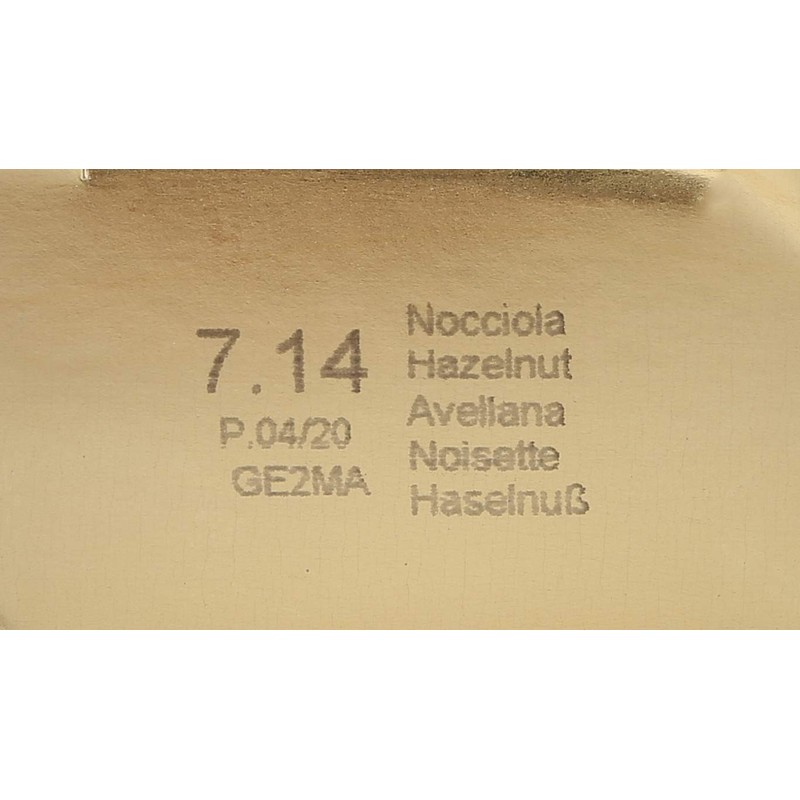 7.14
P.04/20
GE2MA
Nocciola
Hazelnut
Avellana
Noisette
Haselnuß